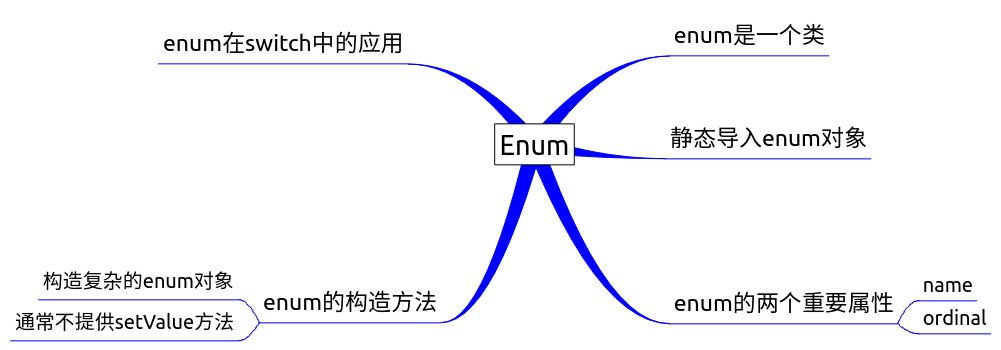 enum在switch中的应用
enum是一个类
Enum
静态导入enum对象
构造复杂的enum对象
enum的构造方法
通常不提供setValue方法
enum的两个重要属性
name
ordinal